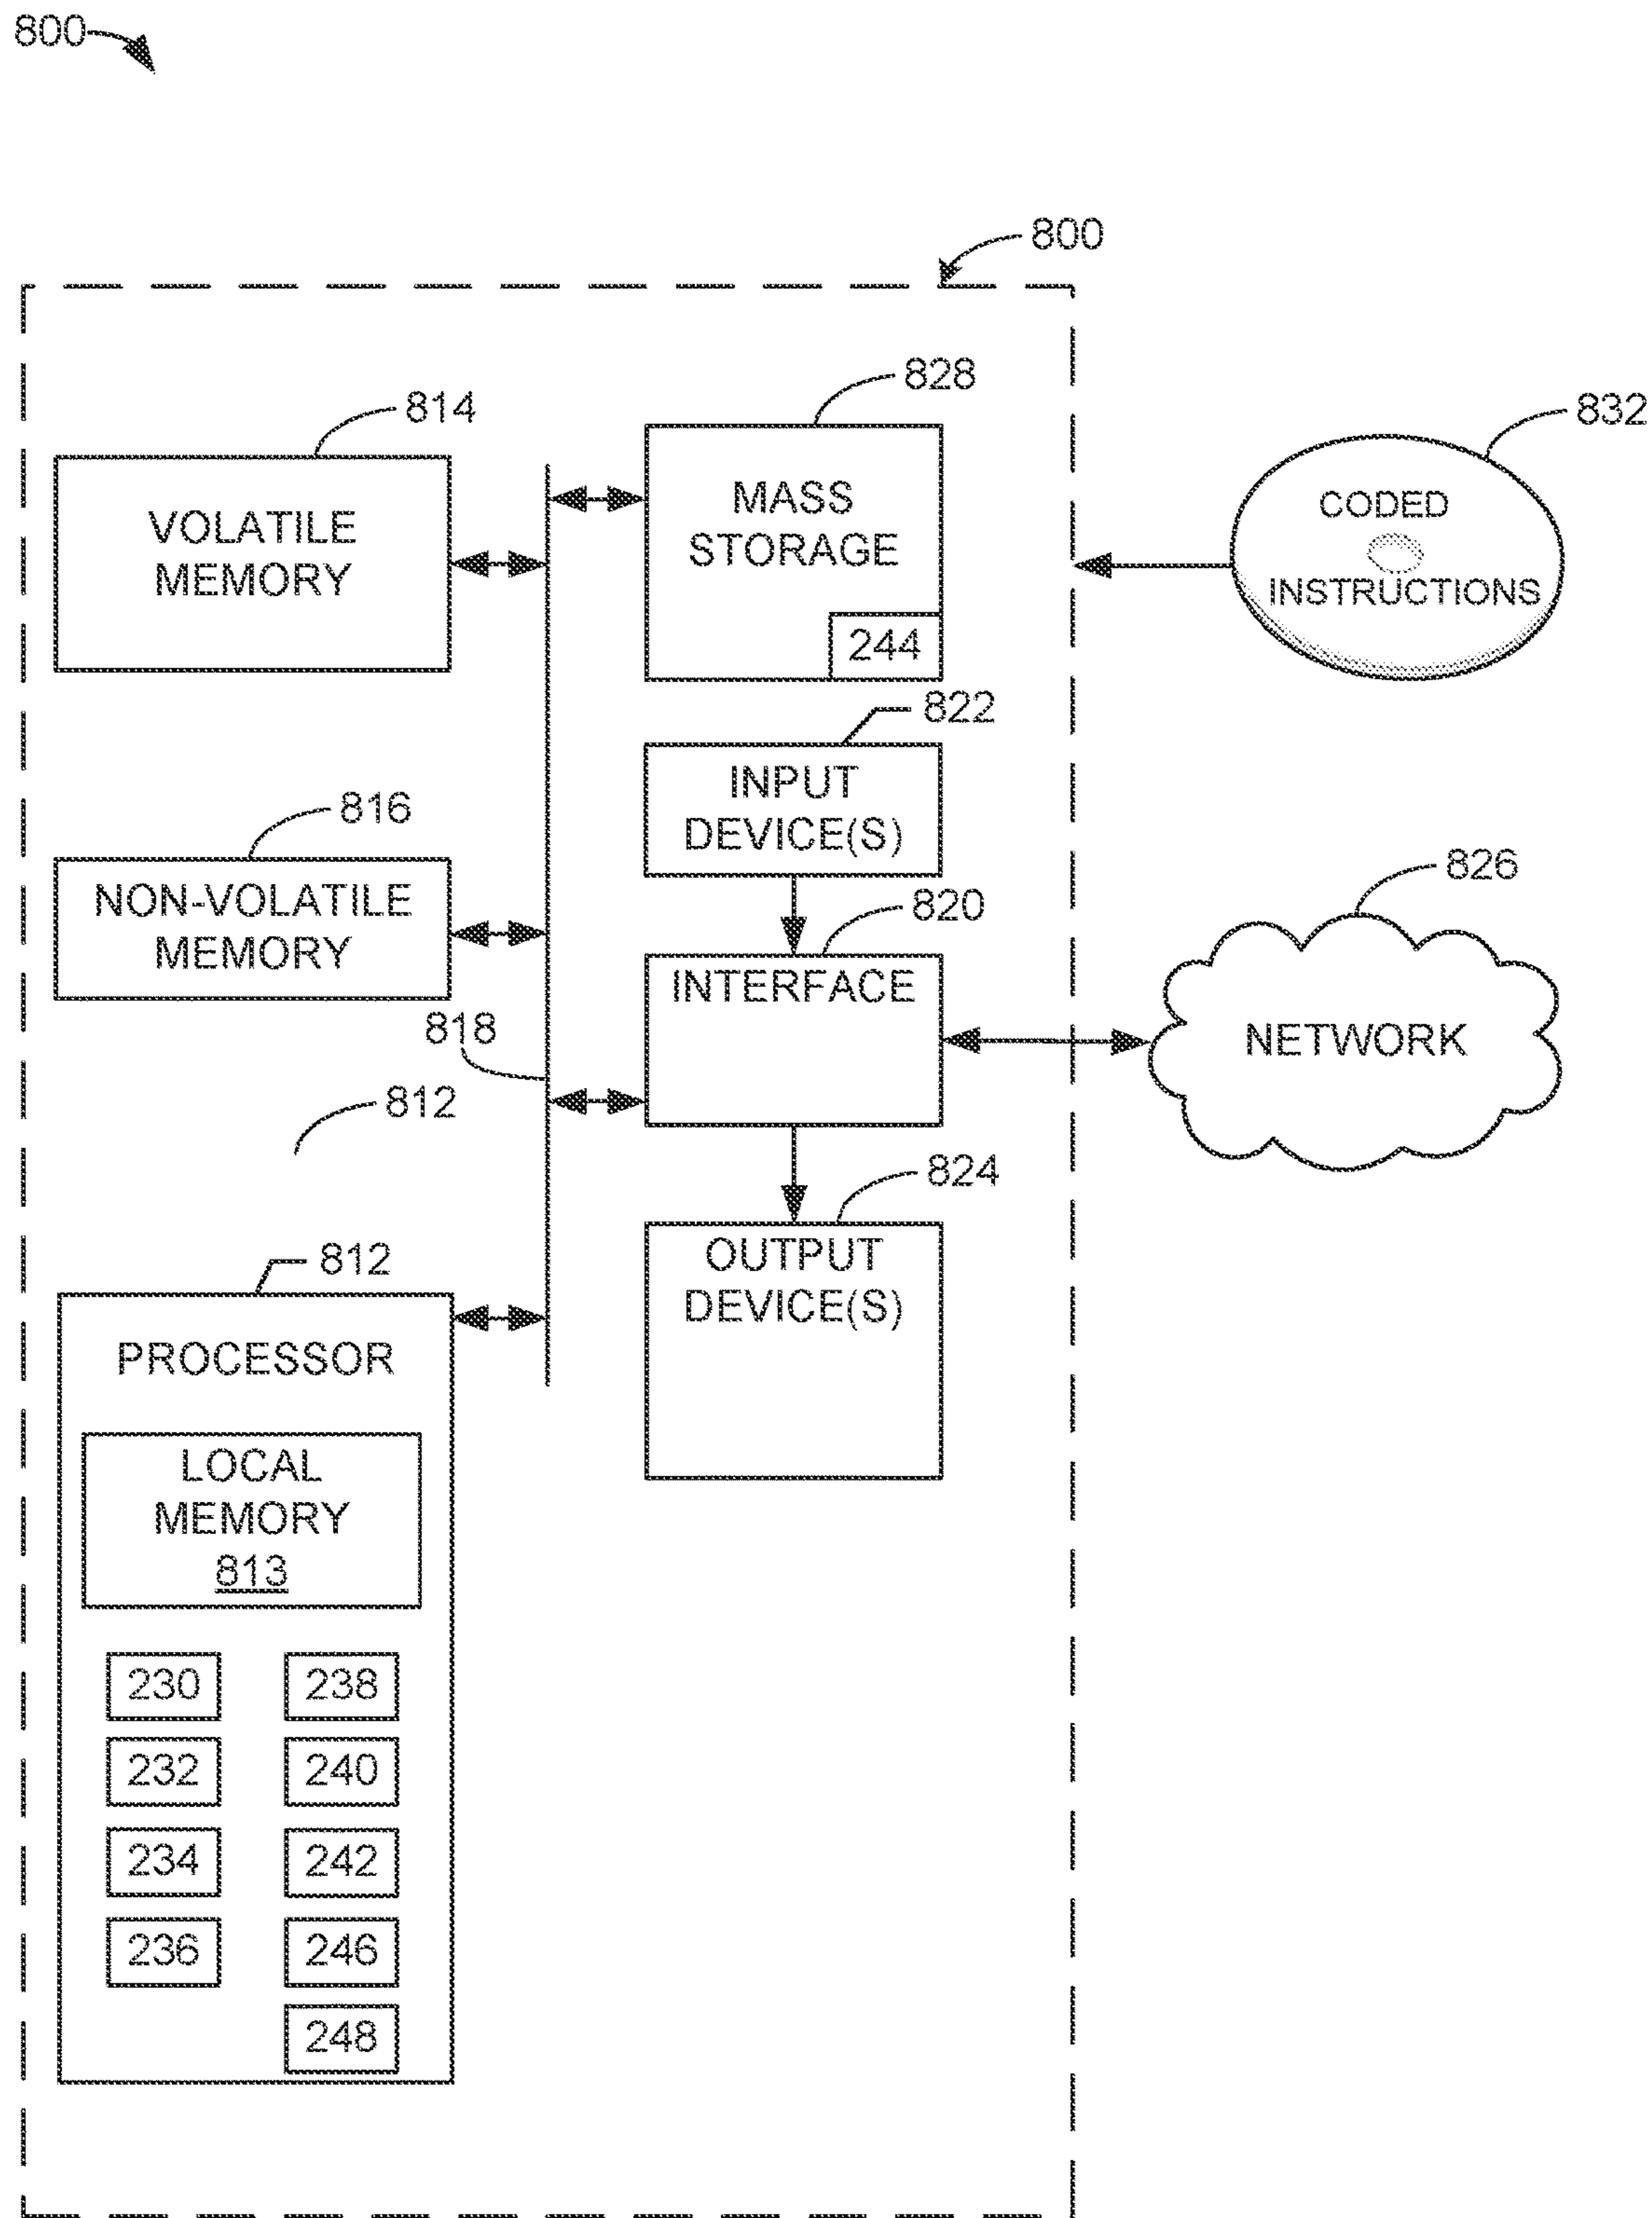 800
800
814
VOLATILE
MEMORY
828
MASS
STORAGE
244
832
CODED
INSTRUCTIONS
822
INPUT
DEVICE(S)
816
NON-VOLATILE
MEMORY
820
INTERFACE
826
NETWORK
818
812
824
OUTPUT
DEVICE(S)
812
PROCESSOR
LOCAL
MEMORY
813
230
238
232
240
234
242
236
246
248